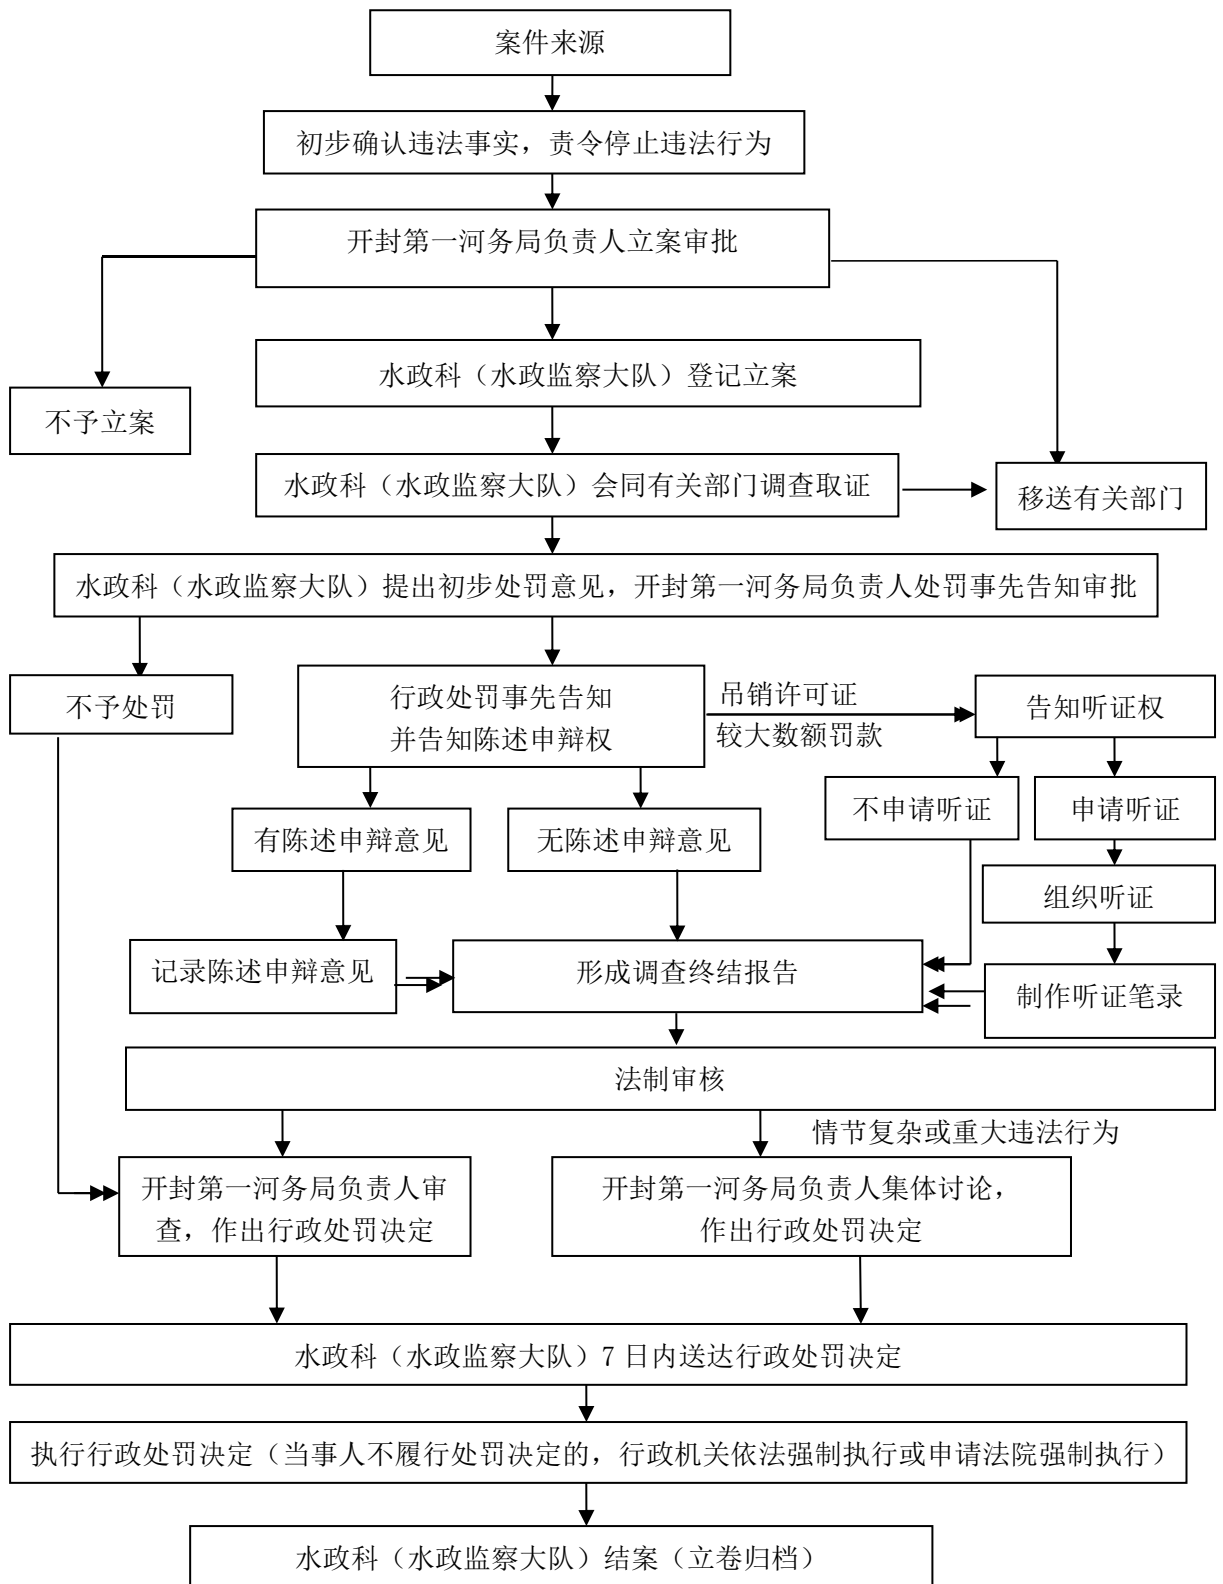 案件来源
初步确认违法事实，责令停止违法行为
开封第一河务局负责人立案审批
水政科（水政监察大队）登记立案
不予立案
水政科（水政监察大队）会同有关部门调查取证
移送有关部门
水政科（水政监察大队）提出初步处罚意见，开封第一河务局负责人处罚事先告知审批
不予处罚
行政处罚事先告知
并告知陈述申辩权
吊销许可证
较大数额罚款
告知听证权
有陈述申辩意见
无陈述申辩意见
不申请听证
申请听证
组织听证
记录陈述申辩意见
形成调查终结报告
制作听证笔录
法制审核
情节复杂或重大违法行为
开封第一河务局负责人审
查，作出行政处罚决定
开封第一河务局负责人集体讨论，
作出行政处罚决定
水政科（水政监察大队）7 日内送达行政处罚决定
执行行政处罚决定（当事人不履行处罚决定的，行政机关依法强制执行或申请法院强制执行）
水政科（水政监察大队）结案（立卷归档）